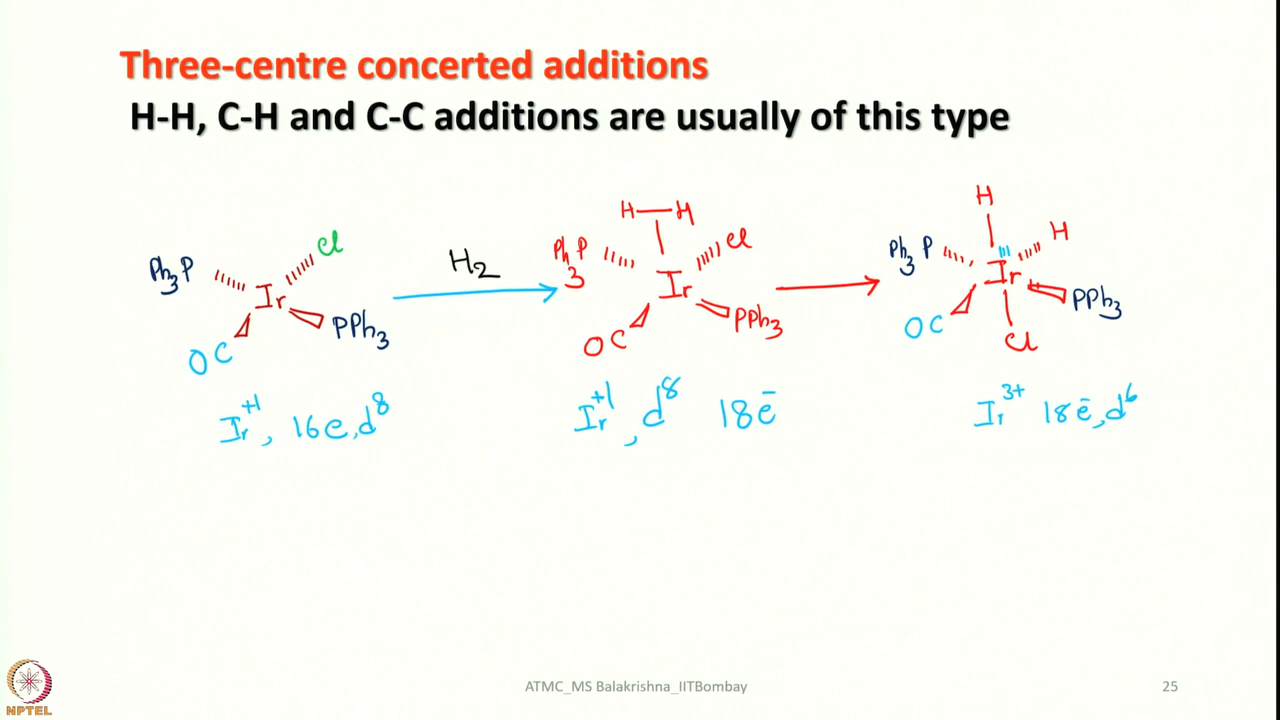 Three-centre concerted additions
H-H, C-H and C-C additions are usually of this type
Ph3P Cl
Ir
OC PPh3
Ir+1, 16e, d8
H2
H—H
Ph3P Cl
Ir
OC PPh3
Ir+1, d8 18ē
H
Ph3P H
Ir
OC PPh3
Cl
Ir3+ 18ē, d6
NPTEL
ATMC_MS Balakrishna_IITBombay
25